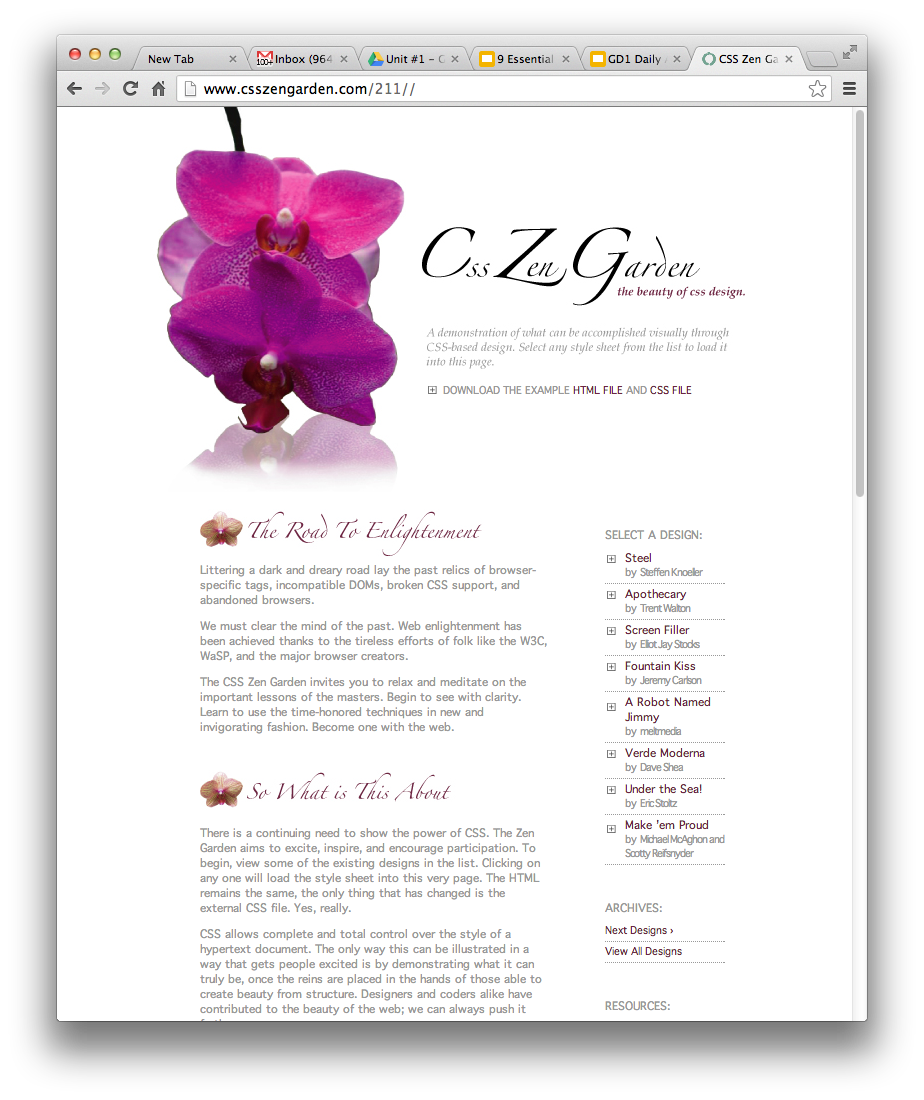 New Tab
100+ Inbox (964
Unit #1 – C
9 Essential
GD1 Daily
CSS Zen Ga
www.csszengarden.com/211//
Css Zen Garden
the beauty of css design.
A demonstration of what can be accomplished visually through
CSS-based design. Select any style sheet from the list to load it
into this page.
DOWNLOAD THE EXAMPLE HTML FILE AND CSS FILE
The Road To Enlightenment
Littering a dark and dreary road lay the past relics of browser-
specific tags, incompatible DOMs, broken CSS support, and
abandoned browsers.
We must clear the mind of the past. Web enlightenment has
been achieved thanks to the tireless efforts of folk like the W3C,
WaSP, and the major browser creators.
The CSS Zen Garden invites you to relax and meditate on the
important lessons of the masters. Begin to see with clarity.
Learn to use the time-honored techniques in new and
invigorating fashion. Become one with the web.
So What is This About
There is a continuing need to show the power of CSS. The Zen
Garden aims to excite, inspire, and encourage participation. To
begin, view some of the existing designs in the list. Clicking on
any one will load the style sheet into this very page. The HTML
remains the same, the only thing that has changed is the
external CSS file. Yes, really.
CSS allows complete and total control over the style of a
hypertext document. The only way this can be illustrated in a
way that gets people excited is by demonstrating what it can
truly be, once the reins are placed in the hands of those able to
create beauty from structure. Designers and coders alike have
contributed to the beauty of the web; we can always push it
SELECT A DESIGN:
Steel
by Steffen Knoeller
Apothecary
by Trent Walton
Screen Filler
by Elliot Jay Stocks
Fountain Kiss
by Jeremy Carlson
A Robot Named
Jimmy
by meltmedia
Verde Moderna
by Dave Shea
Under the Sea!
by Eric Stoltz
Make 'em Proud
by Michael McAghon and
Scotty Reifsnyder
ARCHIVES:
Next Designs ›
View All Designs
RESOURCES: